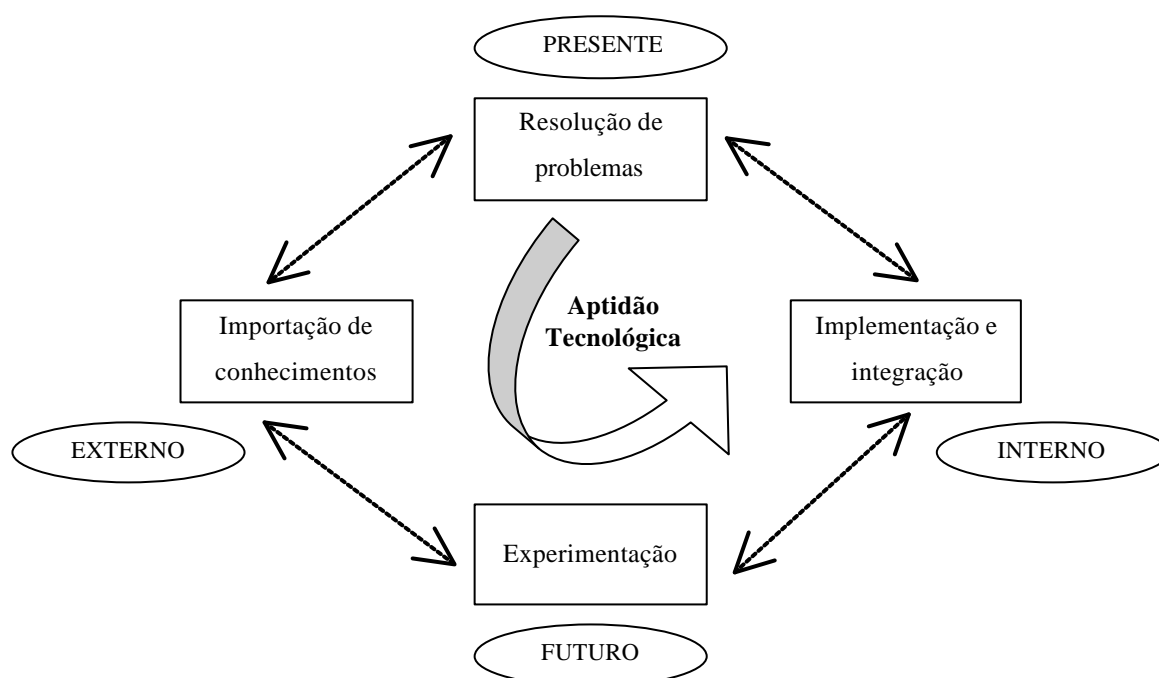 PRESENTE
Resolução de
problemas
Aptidão
Tecnológica
Importação de
conhecimentos
Implementação e
integração
EXTERNO
INTERNO
Experimentação
FUTURO